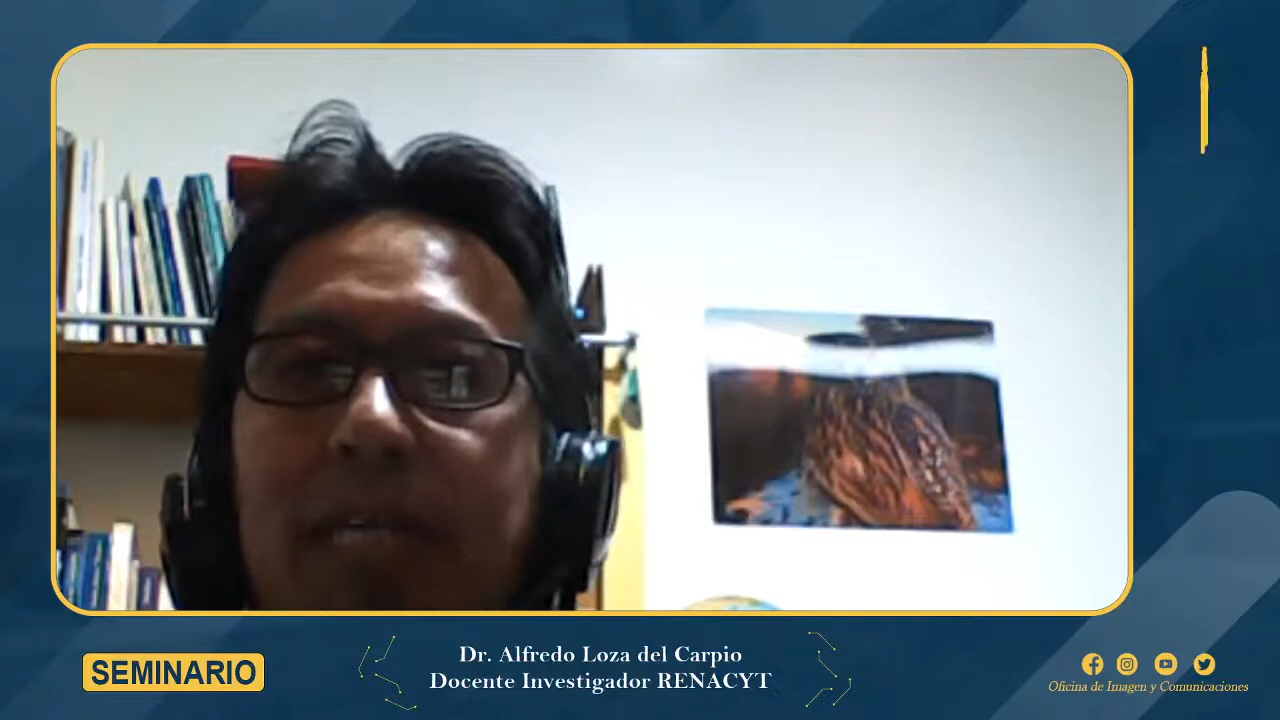 SEMINARIO
Dr. Alfredo Loza del Carpio
Docente Investigador RENACYT
Oficina de Imagen y Comunicaciones